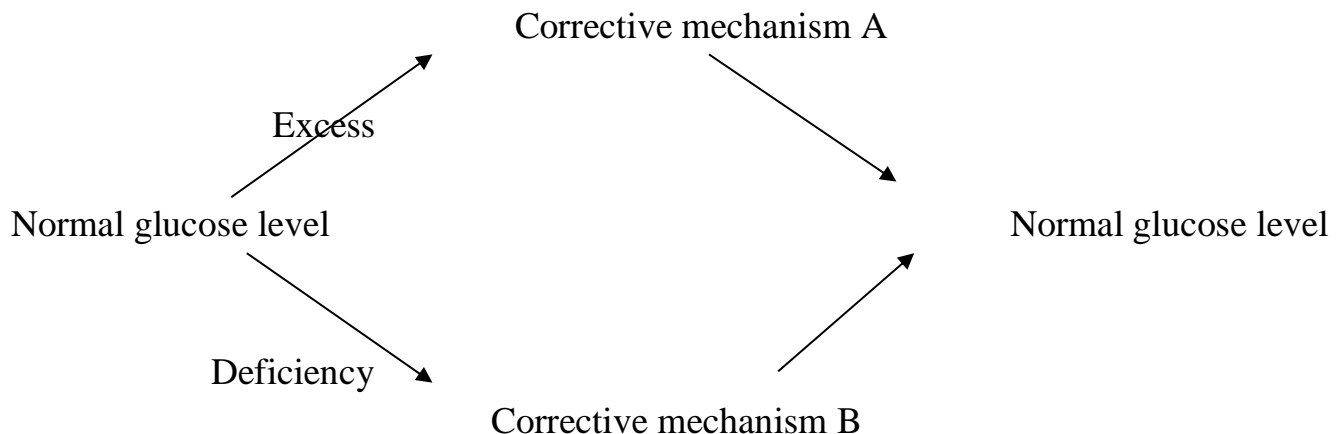 Corrective mechanism A
Excess
Normal glucose level
Normal glucose level
Deficiency
Corrective mechanism B